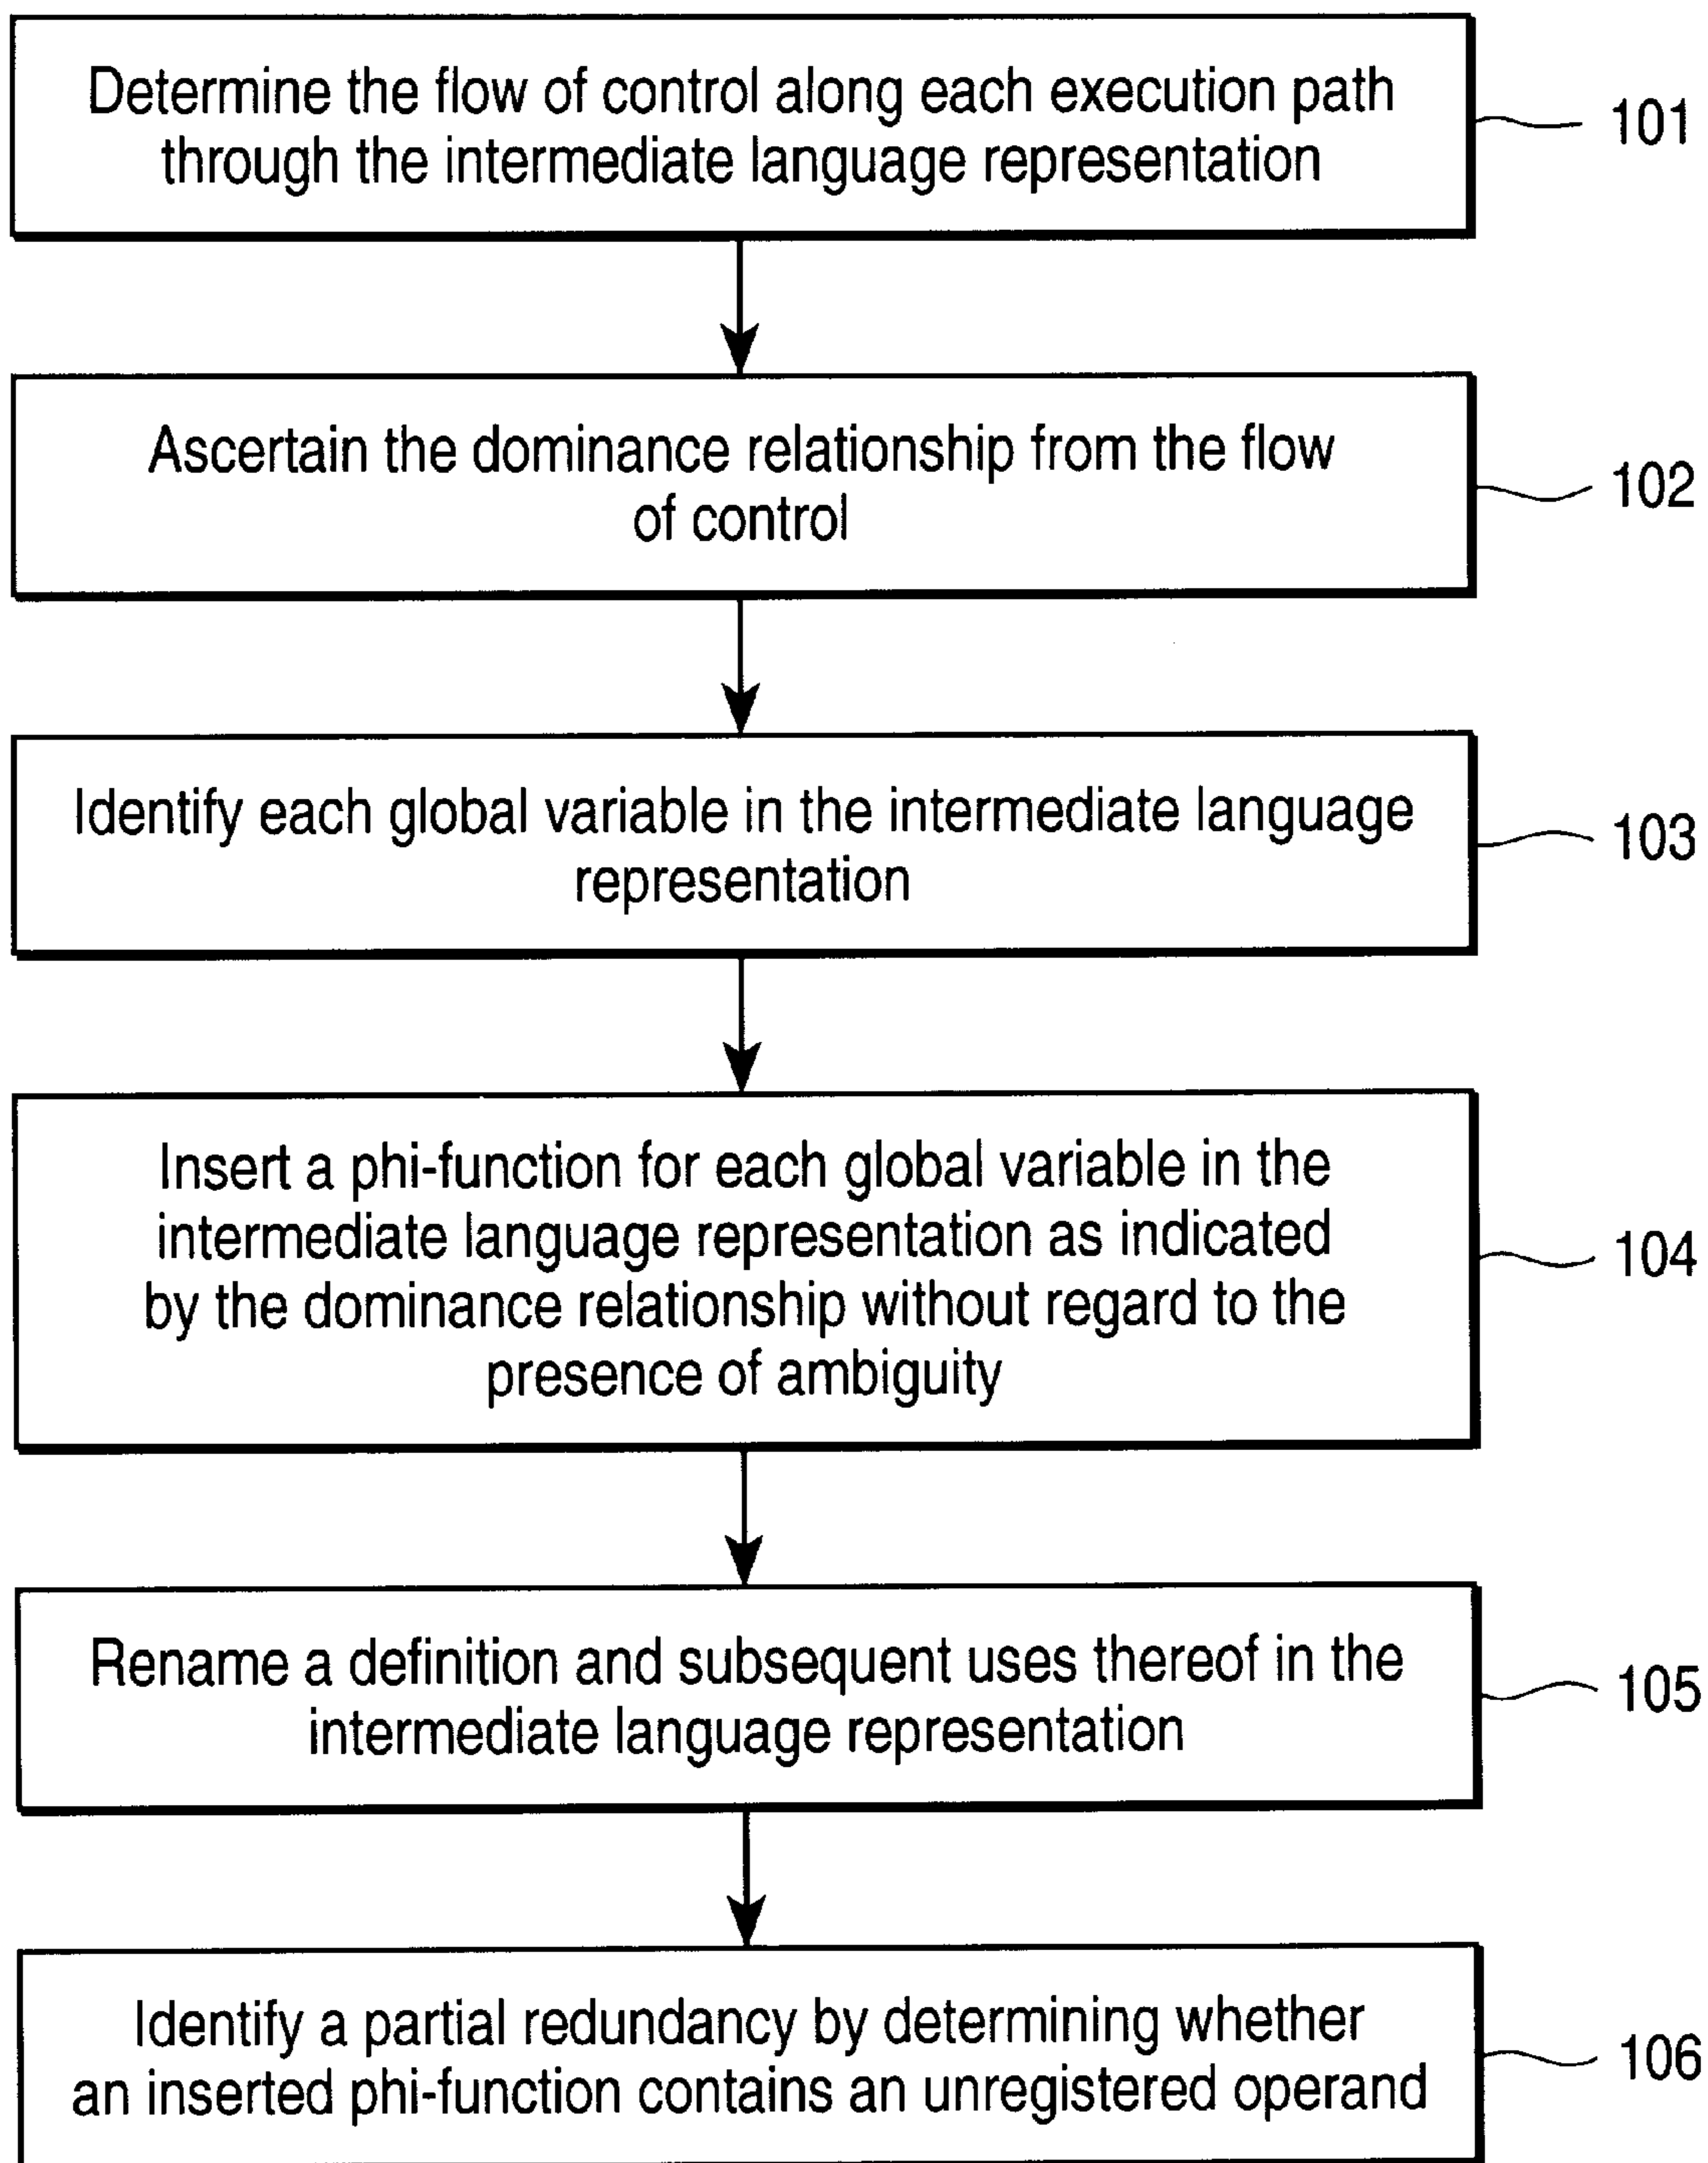 Determine the flow of control along each execution path
through the intermediate language representation
101
Ascertain the dominance relationship from the flow
of control
102
Identify each global variable in the intermediate language
representation
103
Insert a phi-function for each global variable in the
intermediate language representation as indicated
by the dominance relationship without regard to the
presence of ambiguity
104
Rename a definition and subsequent uses thereof in the
intermediate language representation
105
Identify a partial redundancy by determining whether
an inserted phi-function contains an unregistered operand
106